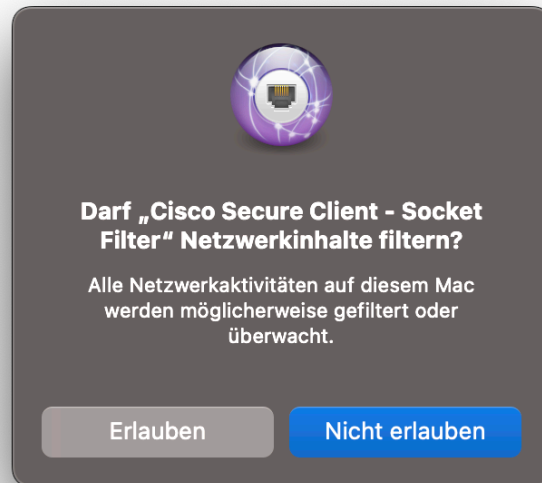 Darf „Cisco Secure Client - Socket
Filter“ Netzwerkinhalte filtern?
Alle Netzwerkaktivitäten auf diesem Mac
werden möglicherweise gefiltert oder
überwacht.
Erlauben
Nicht erlauben